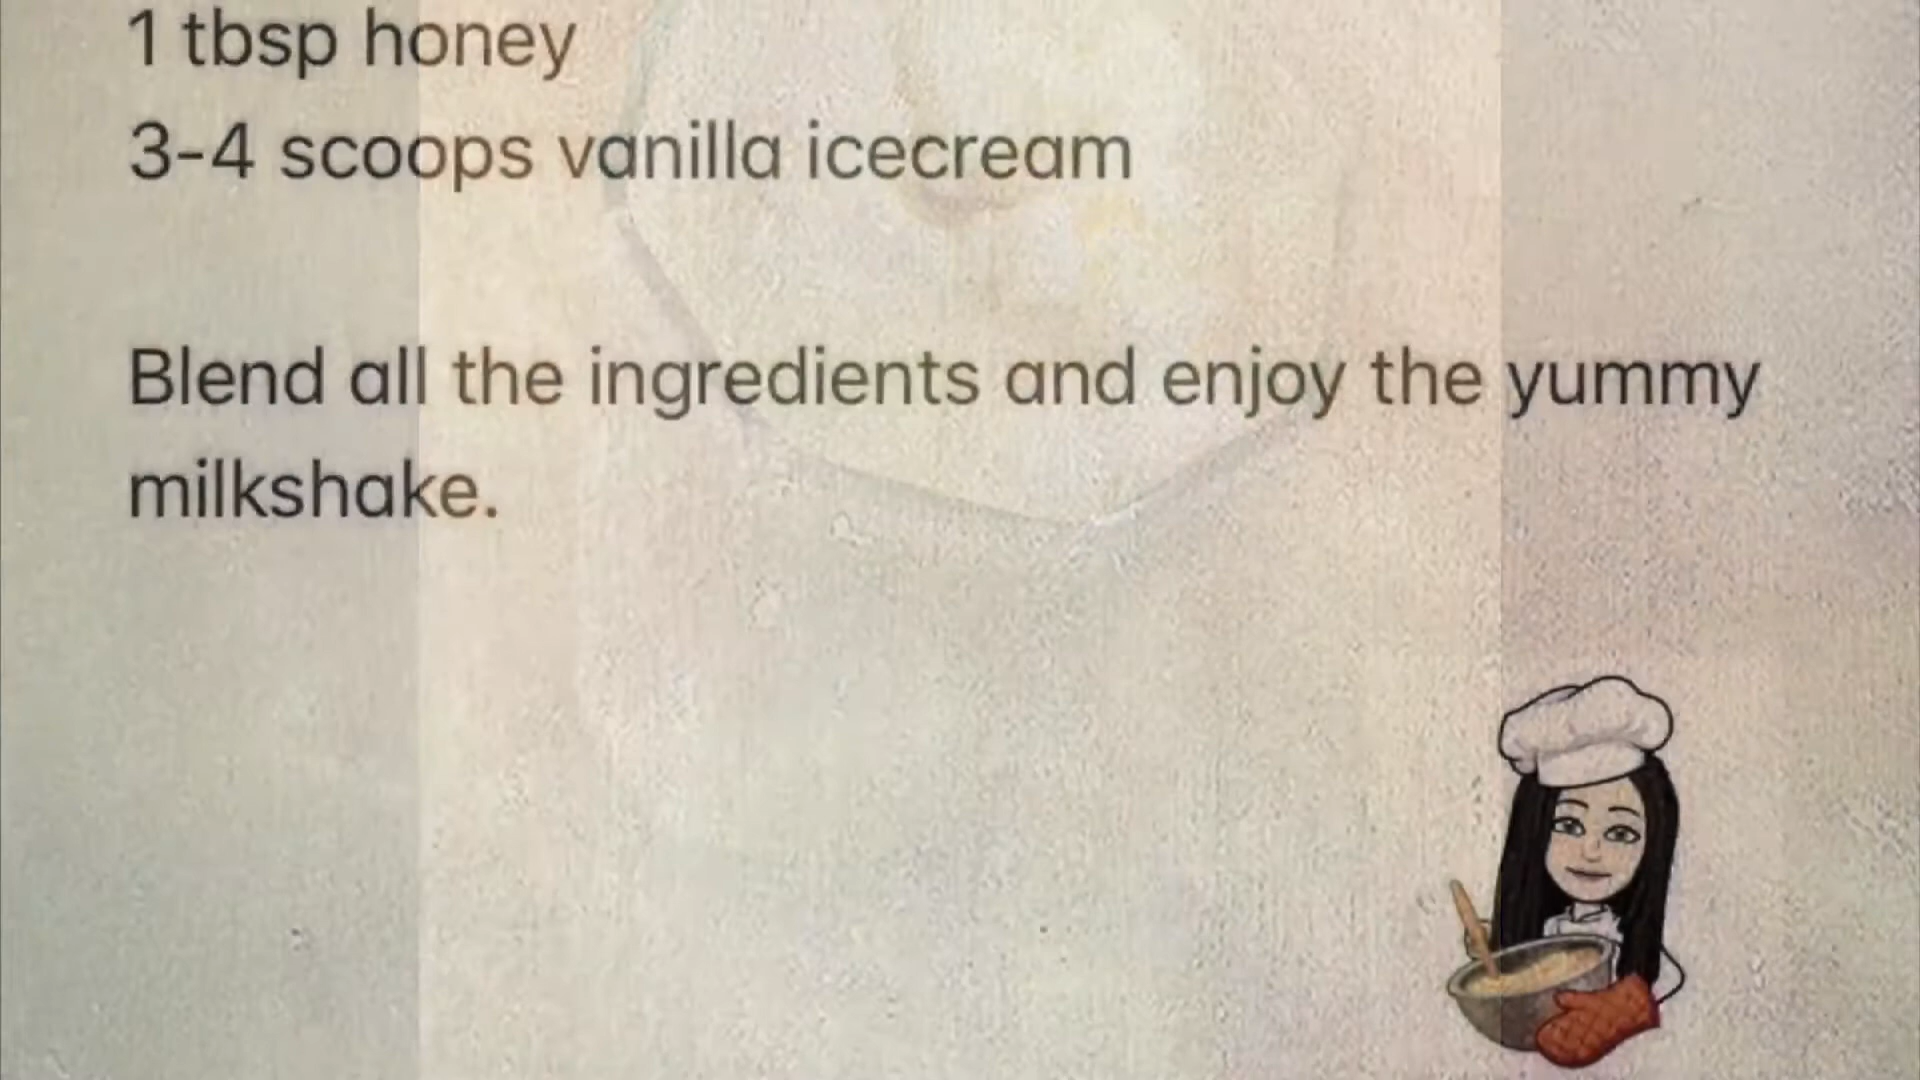 1 tbsp honey
3-4 scoops vanilla icecream
Blend all the ingredients and enjoy the yummy
milkshake.